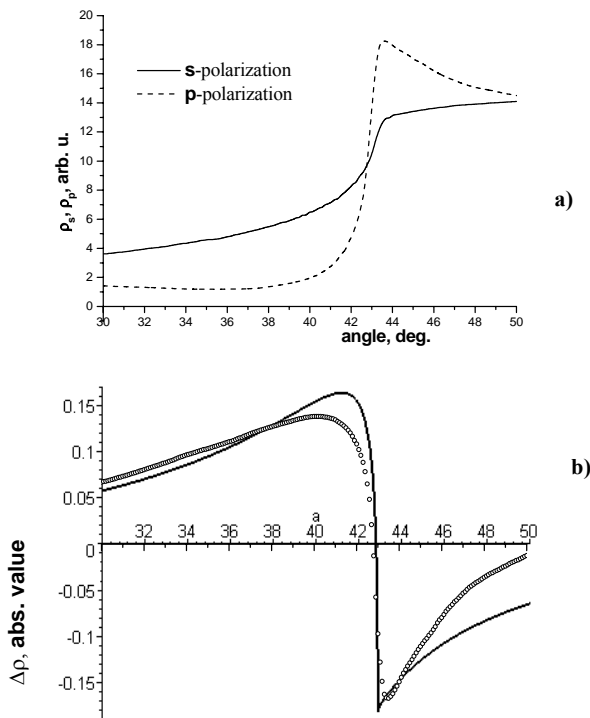 20
18
16
14
12
10
8
6
4
2
0
ρs, ρp, arb. u.
s-polarization
p-polarization
a)
30 32 34 36 38 40 42 44 46 48 50
angle, deg.
0.15
0.10
0.05
b)
a
32 34 36 38 40 42 44 46 48 50
0
-0.05
-0.10
-0.15
Δρ, abs. value